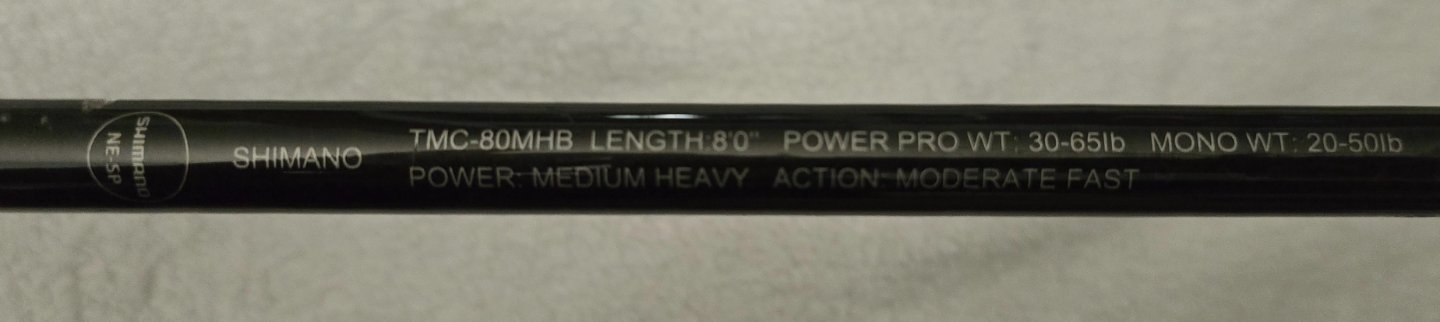 SHIMANO
NE-SP
SHIMANO
TMC-80MHB LENGTH:8'0" POWER PRO WT: 30-65lb MONO WT: 20-50lb
POWER: MEDIUM HEAVY ACTION: MODERATE FAST